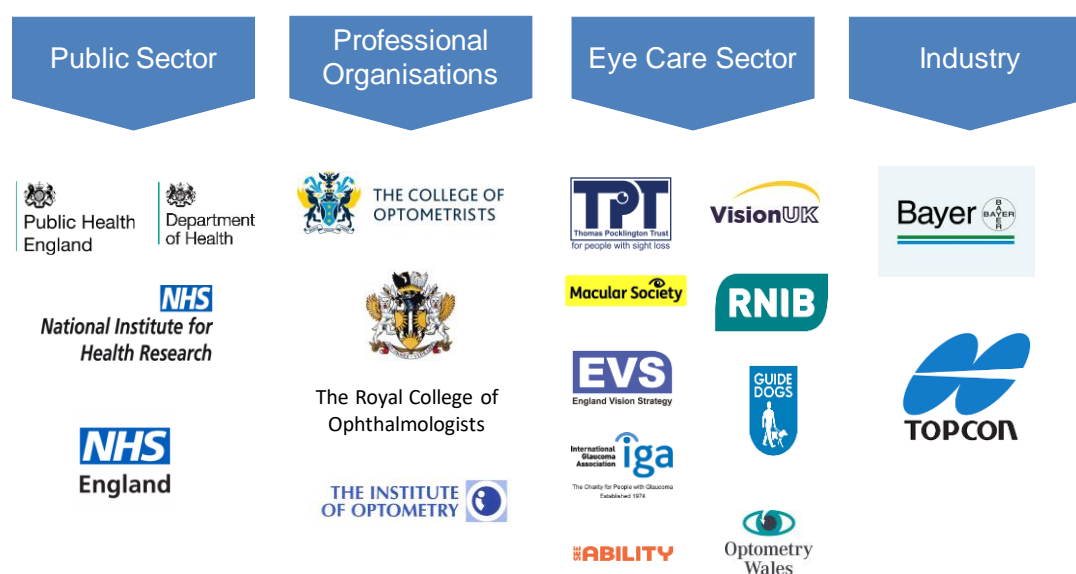 Public Sector
Professional
Organisations
Eye Care Sector
Industry
Public Health
England
Department
of Health
NHS
National Institute for
Health Research
NHS
England
THE COLLEGE OF
OPTOMETRISTS
The Royal College of
Ophthalmologists
THE INSTITUTE
OF OPTOMETRY
TPT
Thomas Pocklington Trust
for people with sight loss
VisionUK
Macular Society
RNIB
EVS
England Vision Strategy
GUIDE
DOGS
International
Glaucoma
Association
iga
The Charity for People with Glaucoma
Established 1974
SEEABILITY
Optometry
Wales
Bayer
BAYER
BAYER
TOPCON